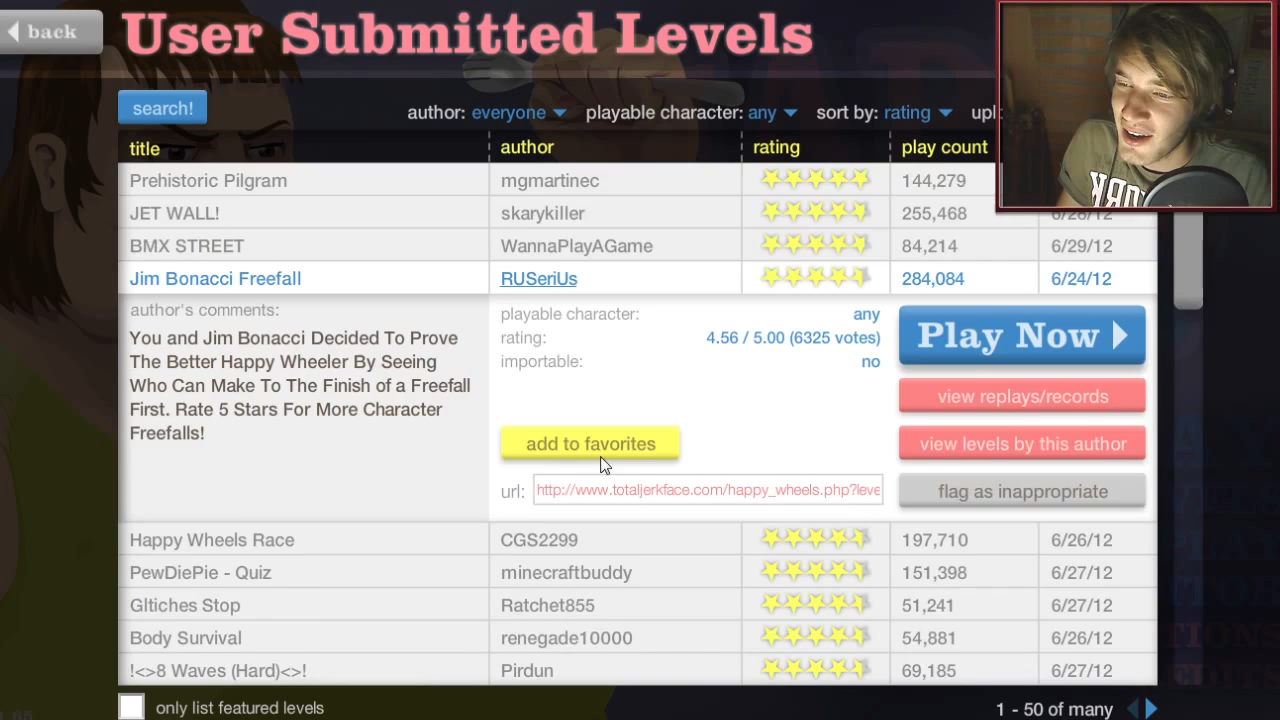 back
User Submitted Levels
search!
author: everyone playable character: any sort by: rating
title author rating play count
Prehistoric Pilgram mgmartinec 144,279
JET WALL! skarykiller 255,468 6/28/12
BMX STREET WannaPlayAGame 84,214 6/29/12
Jim Bonacci Freefall RUSeriUs 284,084 6/24/12
author's comments:
You and Jim Bonacci Decided To Prove
The Better Happy Wheeler By Seeing
Who Can Make To The Finish of a Freefall
First. Rate 5 Stars For More Character
Freefalls!
playable character: any
rating: 4.56 / 5.00 (6325 votes)
importable: no
add to favorites
url: http://www.totaljerkface.com/happy_wheels.php?leve
Play Now
view replays/records
view levels by this author
flag as inappropriate
Happy Wheels Race CGS2299 197,710 6/26/12
PewDiePie - Quiz minecraftbuddy 151,398 6/27/12
Gltiches Stop Ratchet855 51,241 6/27/12
Body Survival renegade10000 54,881 6/26/12
!<>8 Waves (Hard)<>! Pirdun 69,185 6/27/12
only list featured levels
1 - 50 of many